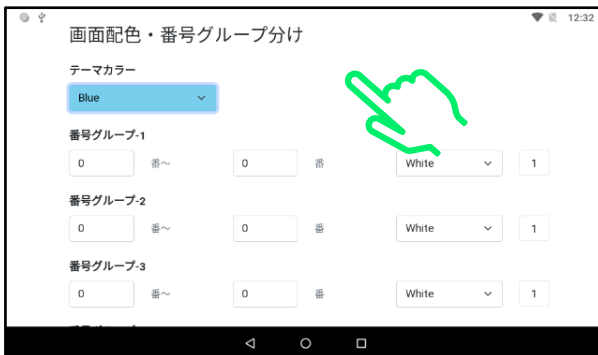 12:32
画面配色・番号グループ分け
テーマカラー
Blue
番号グループ-1
0 番～ 0 番 White 1
番号グループ-2
0 番～ 0 番 White 1
番号グループ-3
0 番～ 0 番 White 1